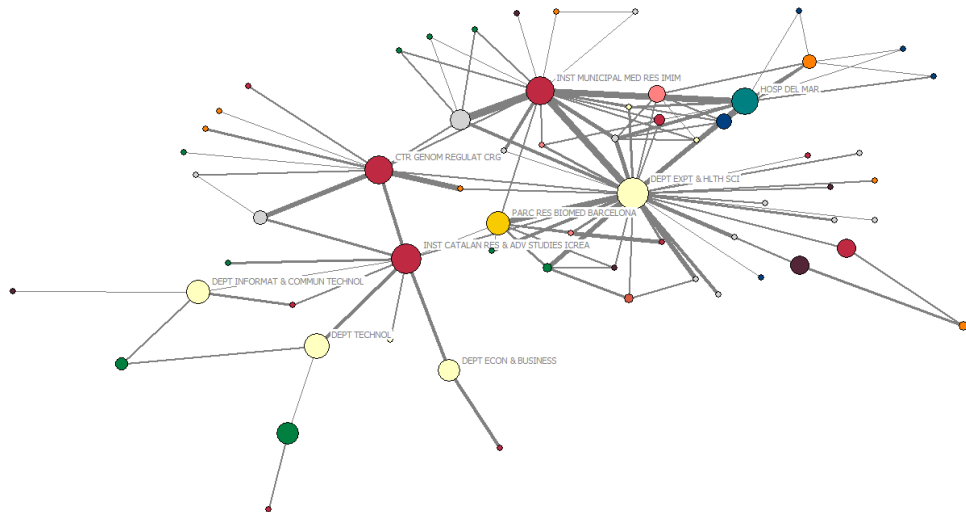 INST MUNICIPAL MED RES IMIM
HOSP DEL MAR
CTR GENOM REGULAT CRG
DEPT EXPT & HLTH SCI
PARC RES BIOMED BARCELONA
INST CATALAN RES & ADV STUDIES ICREA
DEPT INFORMAT & COMMUN TECHNOL
DEPT TECHNOL
DEPT ECON & BUSINESS